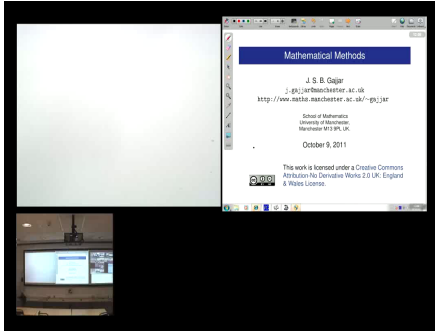 Mathematical Methods
J. S. B. Gajjar
j.gajjar@manchester.ac.uk
http://www.maths.manchester.ac.uk/~gajjar
School of Mathematics
University of Manchester,
Manchester M13 9PL UK.
October 9, 2011
This work is licensed under a Creative Commons
Attribution-No Derivative Works 2.0 UK: England
& Wales License.